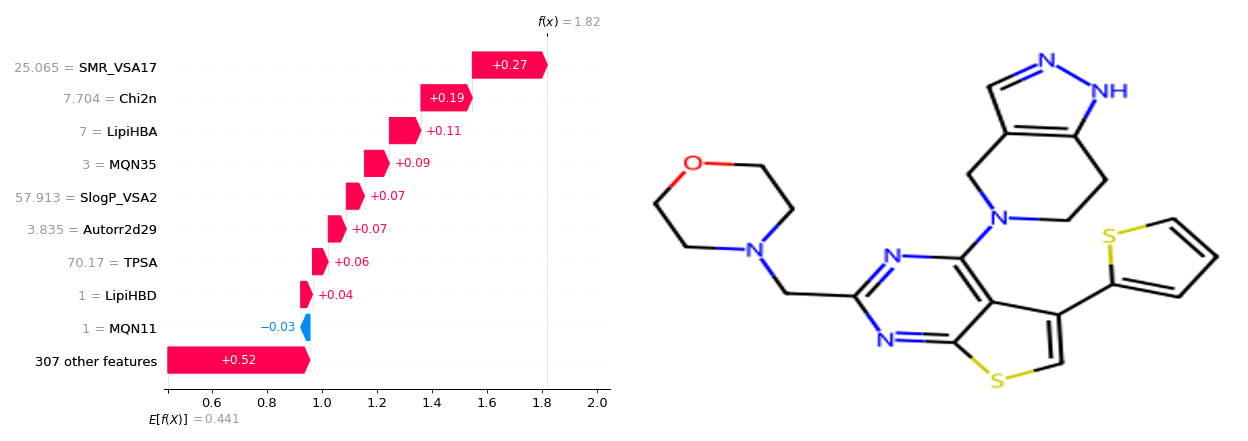 f(x) = 1.82
25.065 = SMR_VSA17
+0.27
7.704 = Chi2n
+0.19
7 = LipiHBA
+0.11
3 = MQN35
+0.09
57.913 = SlogP_VSA2
+0.07
3.835 = Autorr2d29
+0.07
70.17 = TPSA
+0.06
1 = LipiHBD
+0.04
1 = MQN11
−0.03
307 other features
+0.52
0.6 0.8 1.0 1.2 1.4 1.6 1.8 2.0
E[f(X)] = 0.441
N
NH
O
N
N
S
N
N
S